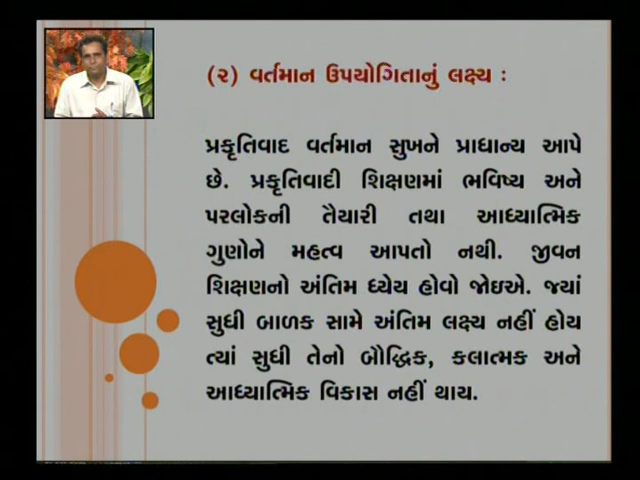 (૨) વર્તમાન ઉપયોગિતાનું લક્ષ્ય :
પ્રકૃતિવાદ વર્તમાન સુખને પ્રાધાન્ય આપે
છે. પ્રકૃતિવાદી શિક્ષણમાં ભવિષ્ય અને
પરલોકની તૈયારી તથા આધ્યાત્મિક
ગુણોને મહત્વ આપતો નથી. જીવન
શિક્ષણનો અંતિમ ધ્યેય હોવો જોઇએ. જ્યાં
સુધી બાળક સામે અંતિમ લક્ષ્ય નહીં હોય
ત્યાં સુધી તેનો બૌદ્ધિક, કલાત્મક અને
આધ્યાત્મિક વિકાસ નહીં થાય.